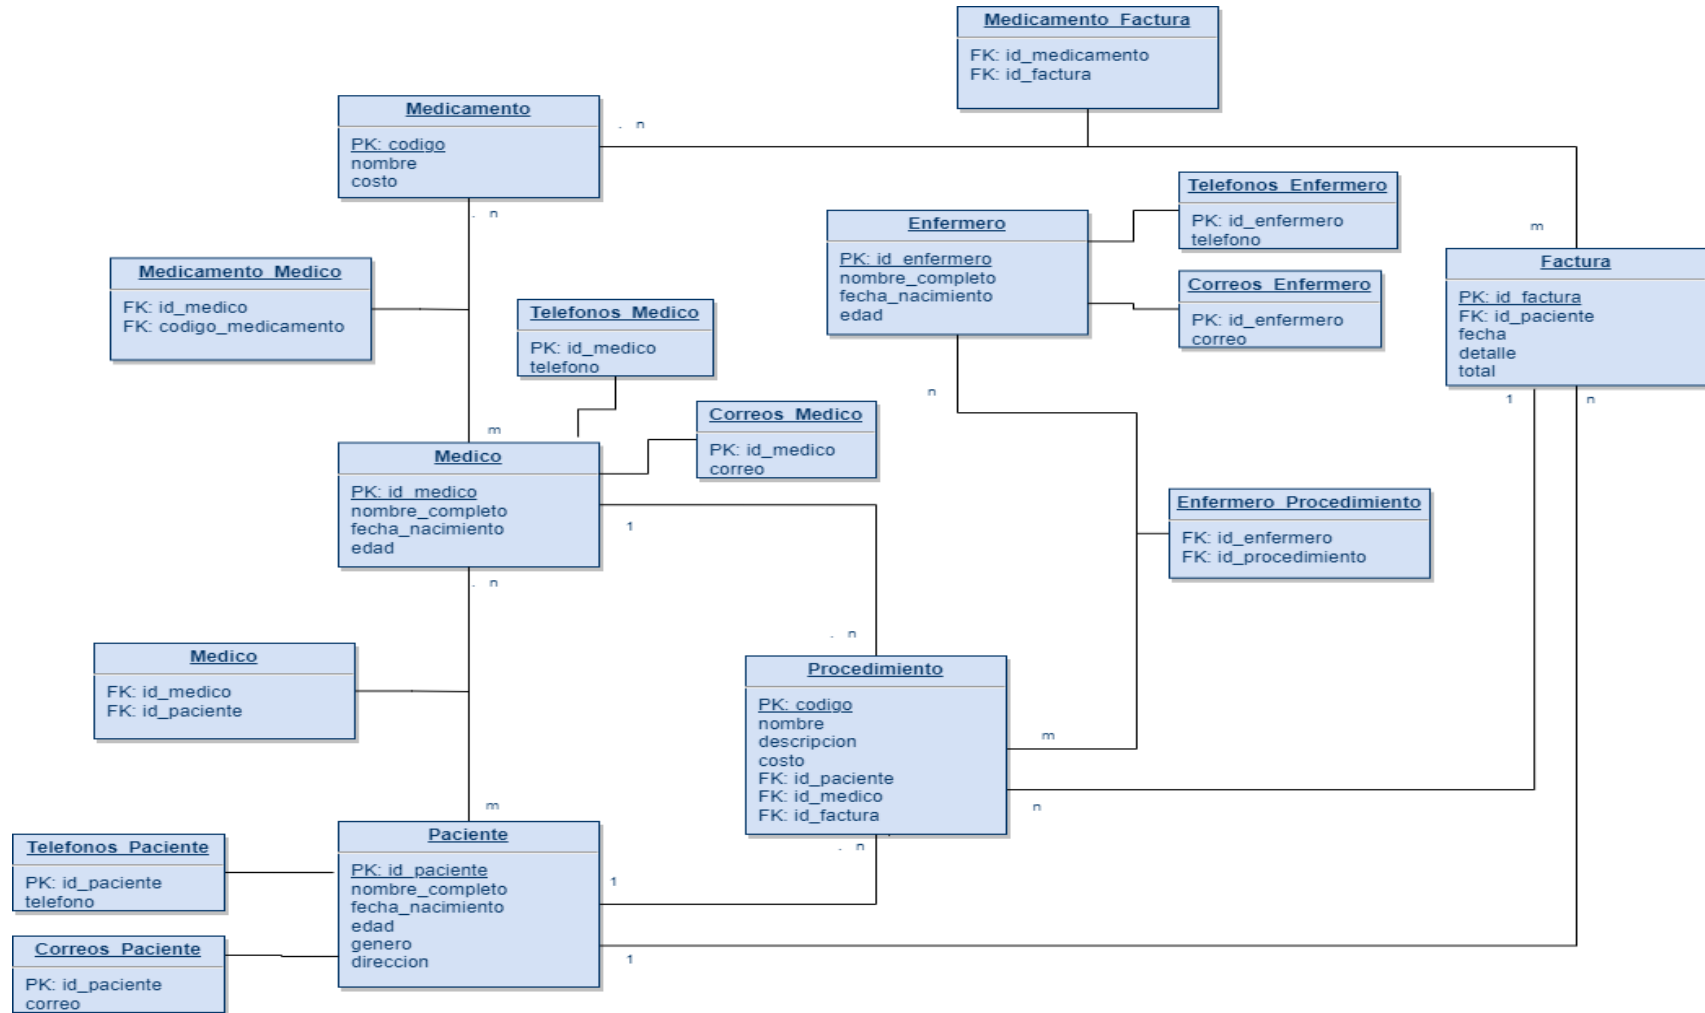 Medicamento_Factura
FK: id_medicamento
FK: id_factura
Medicamento
PK: codigo
nombre
costo
. n
. n
Telefonos_Enfermero
PK: id_enfermero
telefono
Enfermero
PK: id_enfermero
nombre_completo
fecha_nacimiento
edad
m
Factura
PK: id_factura
FK: id_paciente
fecha
detalle
total
Medicamento_Medico
FK: id_medico
FK: codigo_medicamento
Correos_Enfermero
PK: id_enfermero
correo
Telefonos_Medico
PK: id_medico
telefono
n
1
n
Correos_Medico
PK: id_medico
correo
m
Medico
PK: id_medico
nombre_completo
fecha_nacimiento
edad
1
Enfermero_Procedimiento
FK: id_enfermero
FK: id_procedimiento
. n
. n
Medico
FK: id_medico
FK: id_paciente
Procedimiento
PK: codigo
nombre
descripcion
costo
FK: id_paciente
FK: id_medico
FK: id_factura
m
n
m
. n
Paciente
PK: id_paciente
nombre_completo
fecha_nacimiento
edad
genero
direccion
1
1
Telefonos_Paciente
PK: id_paciente
telefono
Correos_Paciente
PK: id_paciente
correo